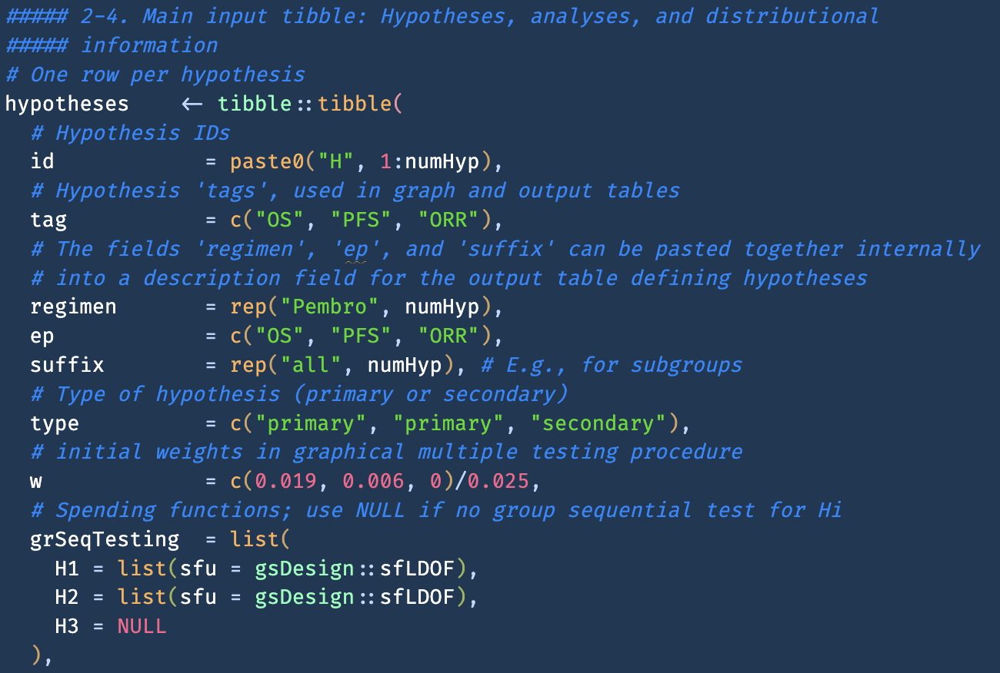 ##### 2-4. Main input tibble: Hypotheses, analyses, and distributional
##### information
# One row per hypothesis
hypotheses    <- tibble::tibble(
  # Hypothesis IDs
  id            = paste0("H", 1:numHyp),
  # Hypothesis 'tags', used in graph and output tables
  tag           = c("OS", "PFS", "ORR"),
  # The fields 'regimen', 'ep', and 'suffix' can be pasted together internally
  # into a description field for the output table defining hypotheses
  regimen       = rep("Pembro", numHyp),
  ep            = c("OS", "PFS", "ORR"),
  suffix        = rep("all", numHyp), # E.g., for subgroups
  # Type of hypothesis (primary or secondary)
  type          = c("primary", "primary", "secondary"),
  # initial weights in graphical multiple testing procedure
  w             = c(0.019, 0.006, 0)/0.025,
  # Spending functions; use NULL if no group sequential test for Hi
  grSeqTesting  = list(
    H1 = list(sfu = gsDesign::sfLDOF),
    H2 = list(sfu = gsDesign::sfLDOF),
    H3 = NULL
  ),